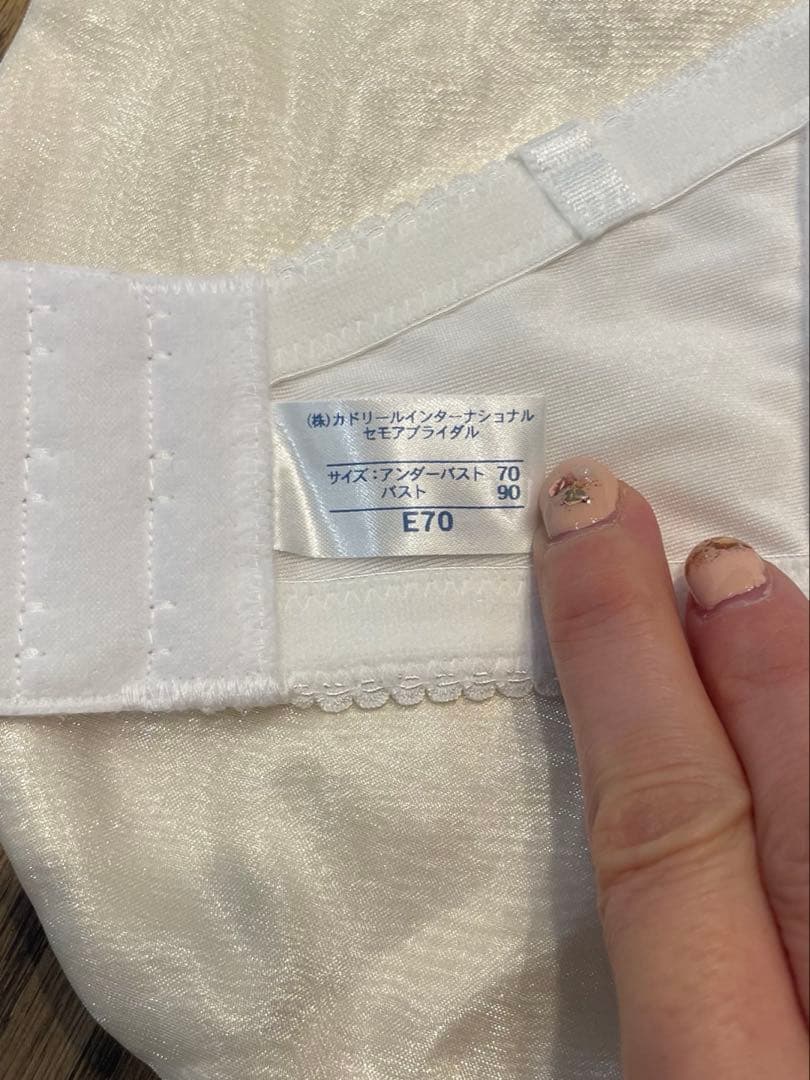 (株)カドリールインターナショナル
セモアブライダル
サイズ:アンダーバスト 70
バスト 90
E70